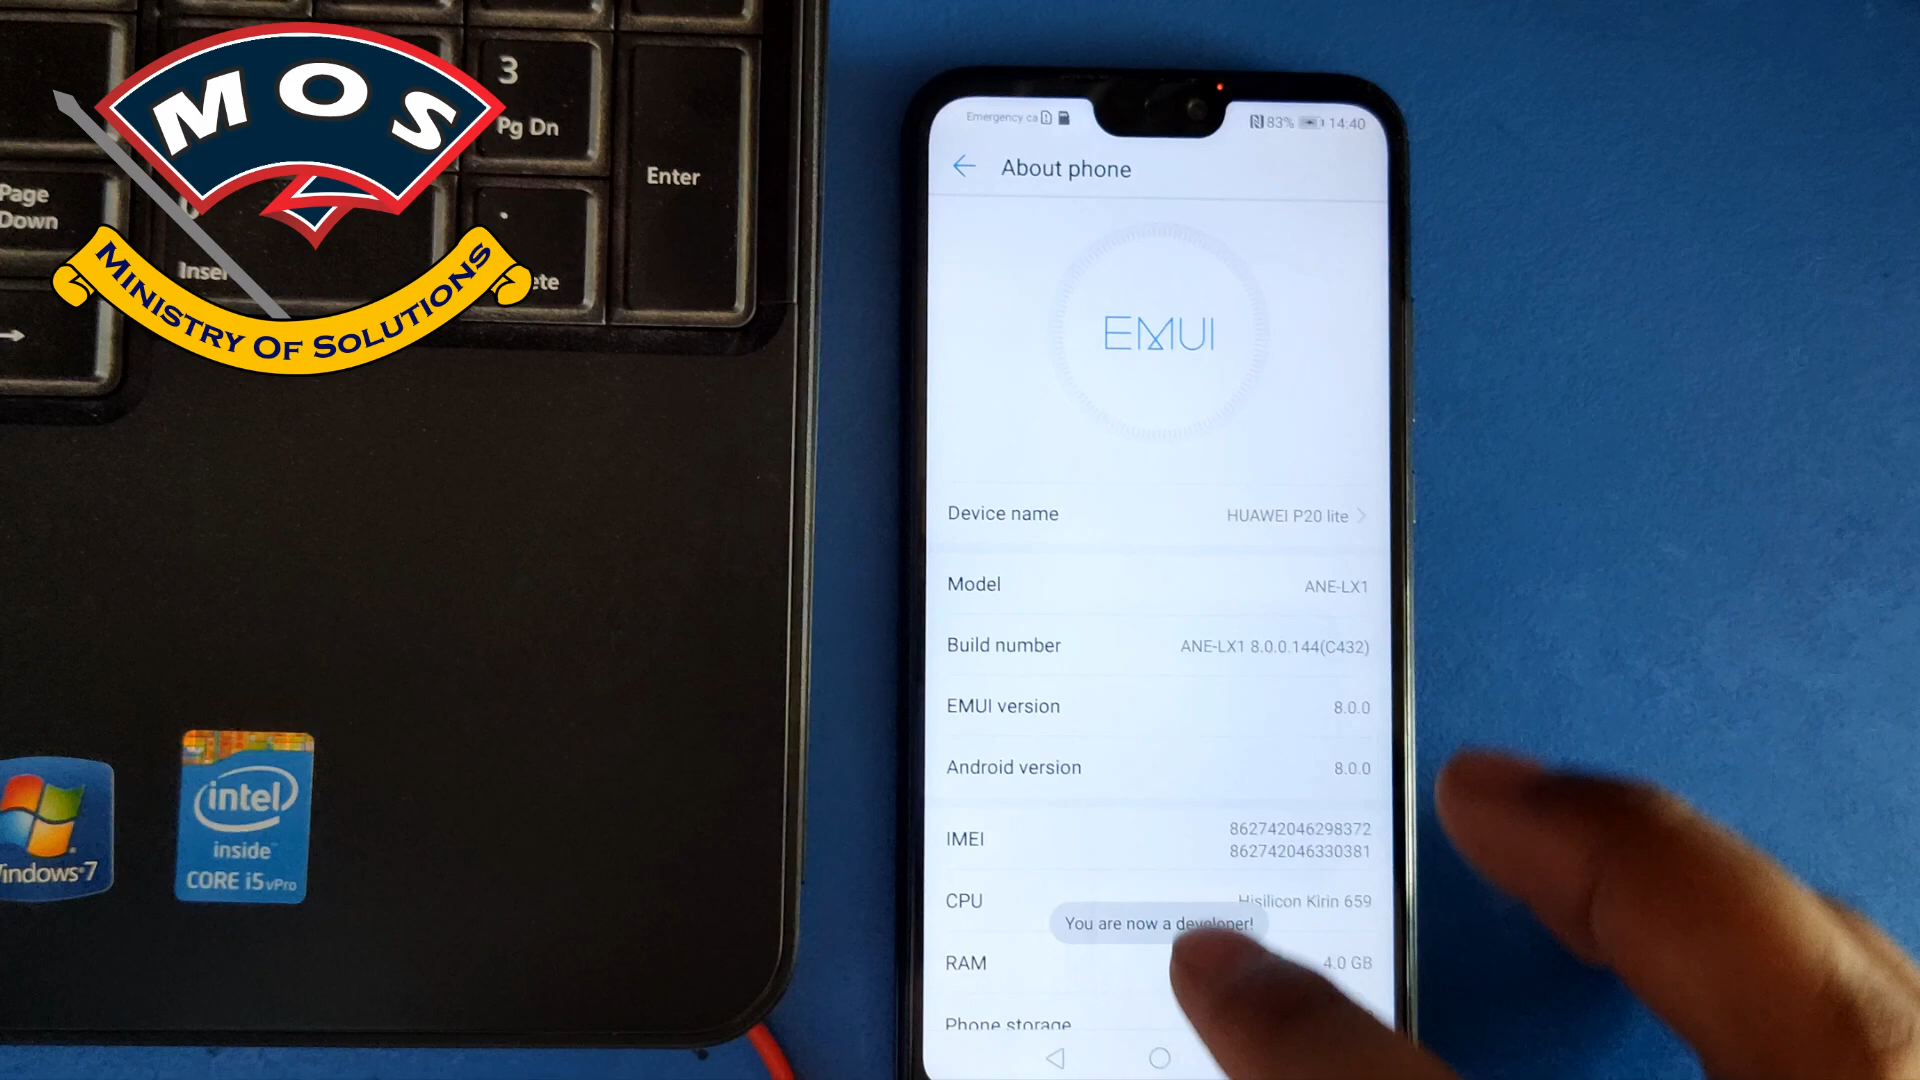 MOS
MINISTRY OF SOLUTIONS
3
Pg Dn
Enter
Page
Down
0
.
Windows 7
intel
inside
CORE i5 vPro
Emergency ca
83% 14:40
About phone
EMUI
Device name HUAWEI P20 lite
Model ANE-LX1
Build number ANE-LX1 8.0.0.144(C432)
EMUI version 8.0.0
Android version 8.0.0
IMEI 862742046298372
862742046330381
CPU Hisilicon Kirin 659
You are now a developer!
RAM 4.0 GB
Phone storage